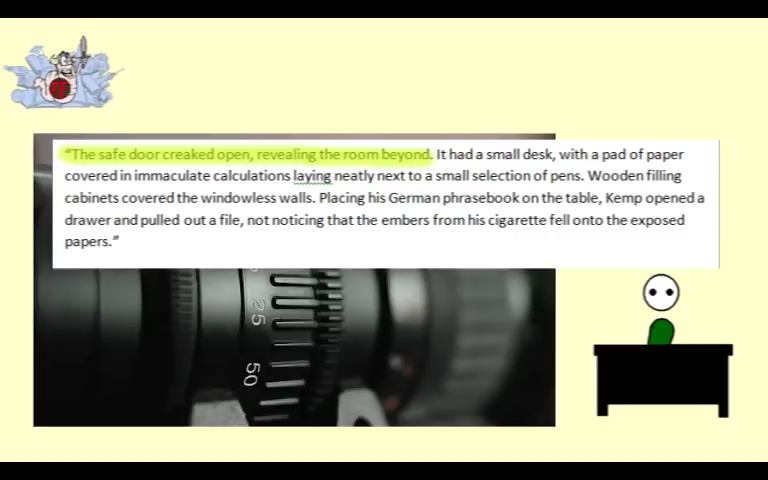 "The safe door creaked open, revealing the room beyond. It had a small desk, with a pad of paper
covered in immaculate calculations laying neatly next to a small selection of pens. Wooden filling
cabinets covered the windowless walls. Placing his German phrasebook on the table, Kemp opened a
drawer and pulled out a file, not noticing that the embers from his cigarette fell onto the exposed
papers."
25
50